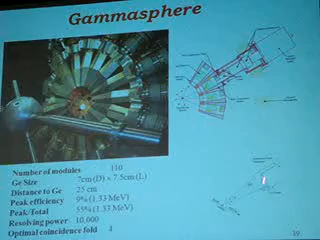 Gammasphere
Number of modules 110
Ge Size 7cm (D) × 7.5cm (L)
Distance to Ge 25 cm
Peak efficiency 9% (1.33 MeV)
Peak/Total 55% (1.33 MeV)
Resolving power 10,000
Optimal coincidence fold 4
39